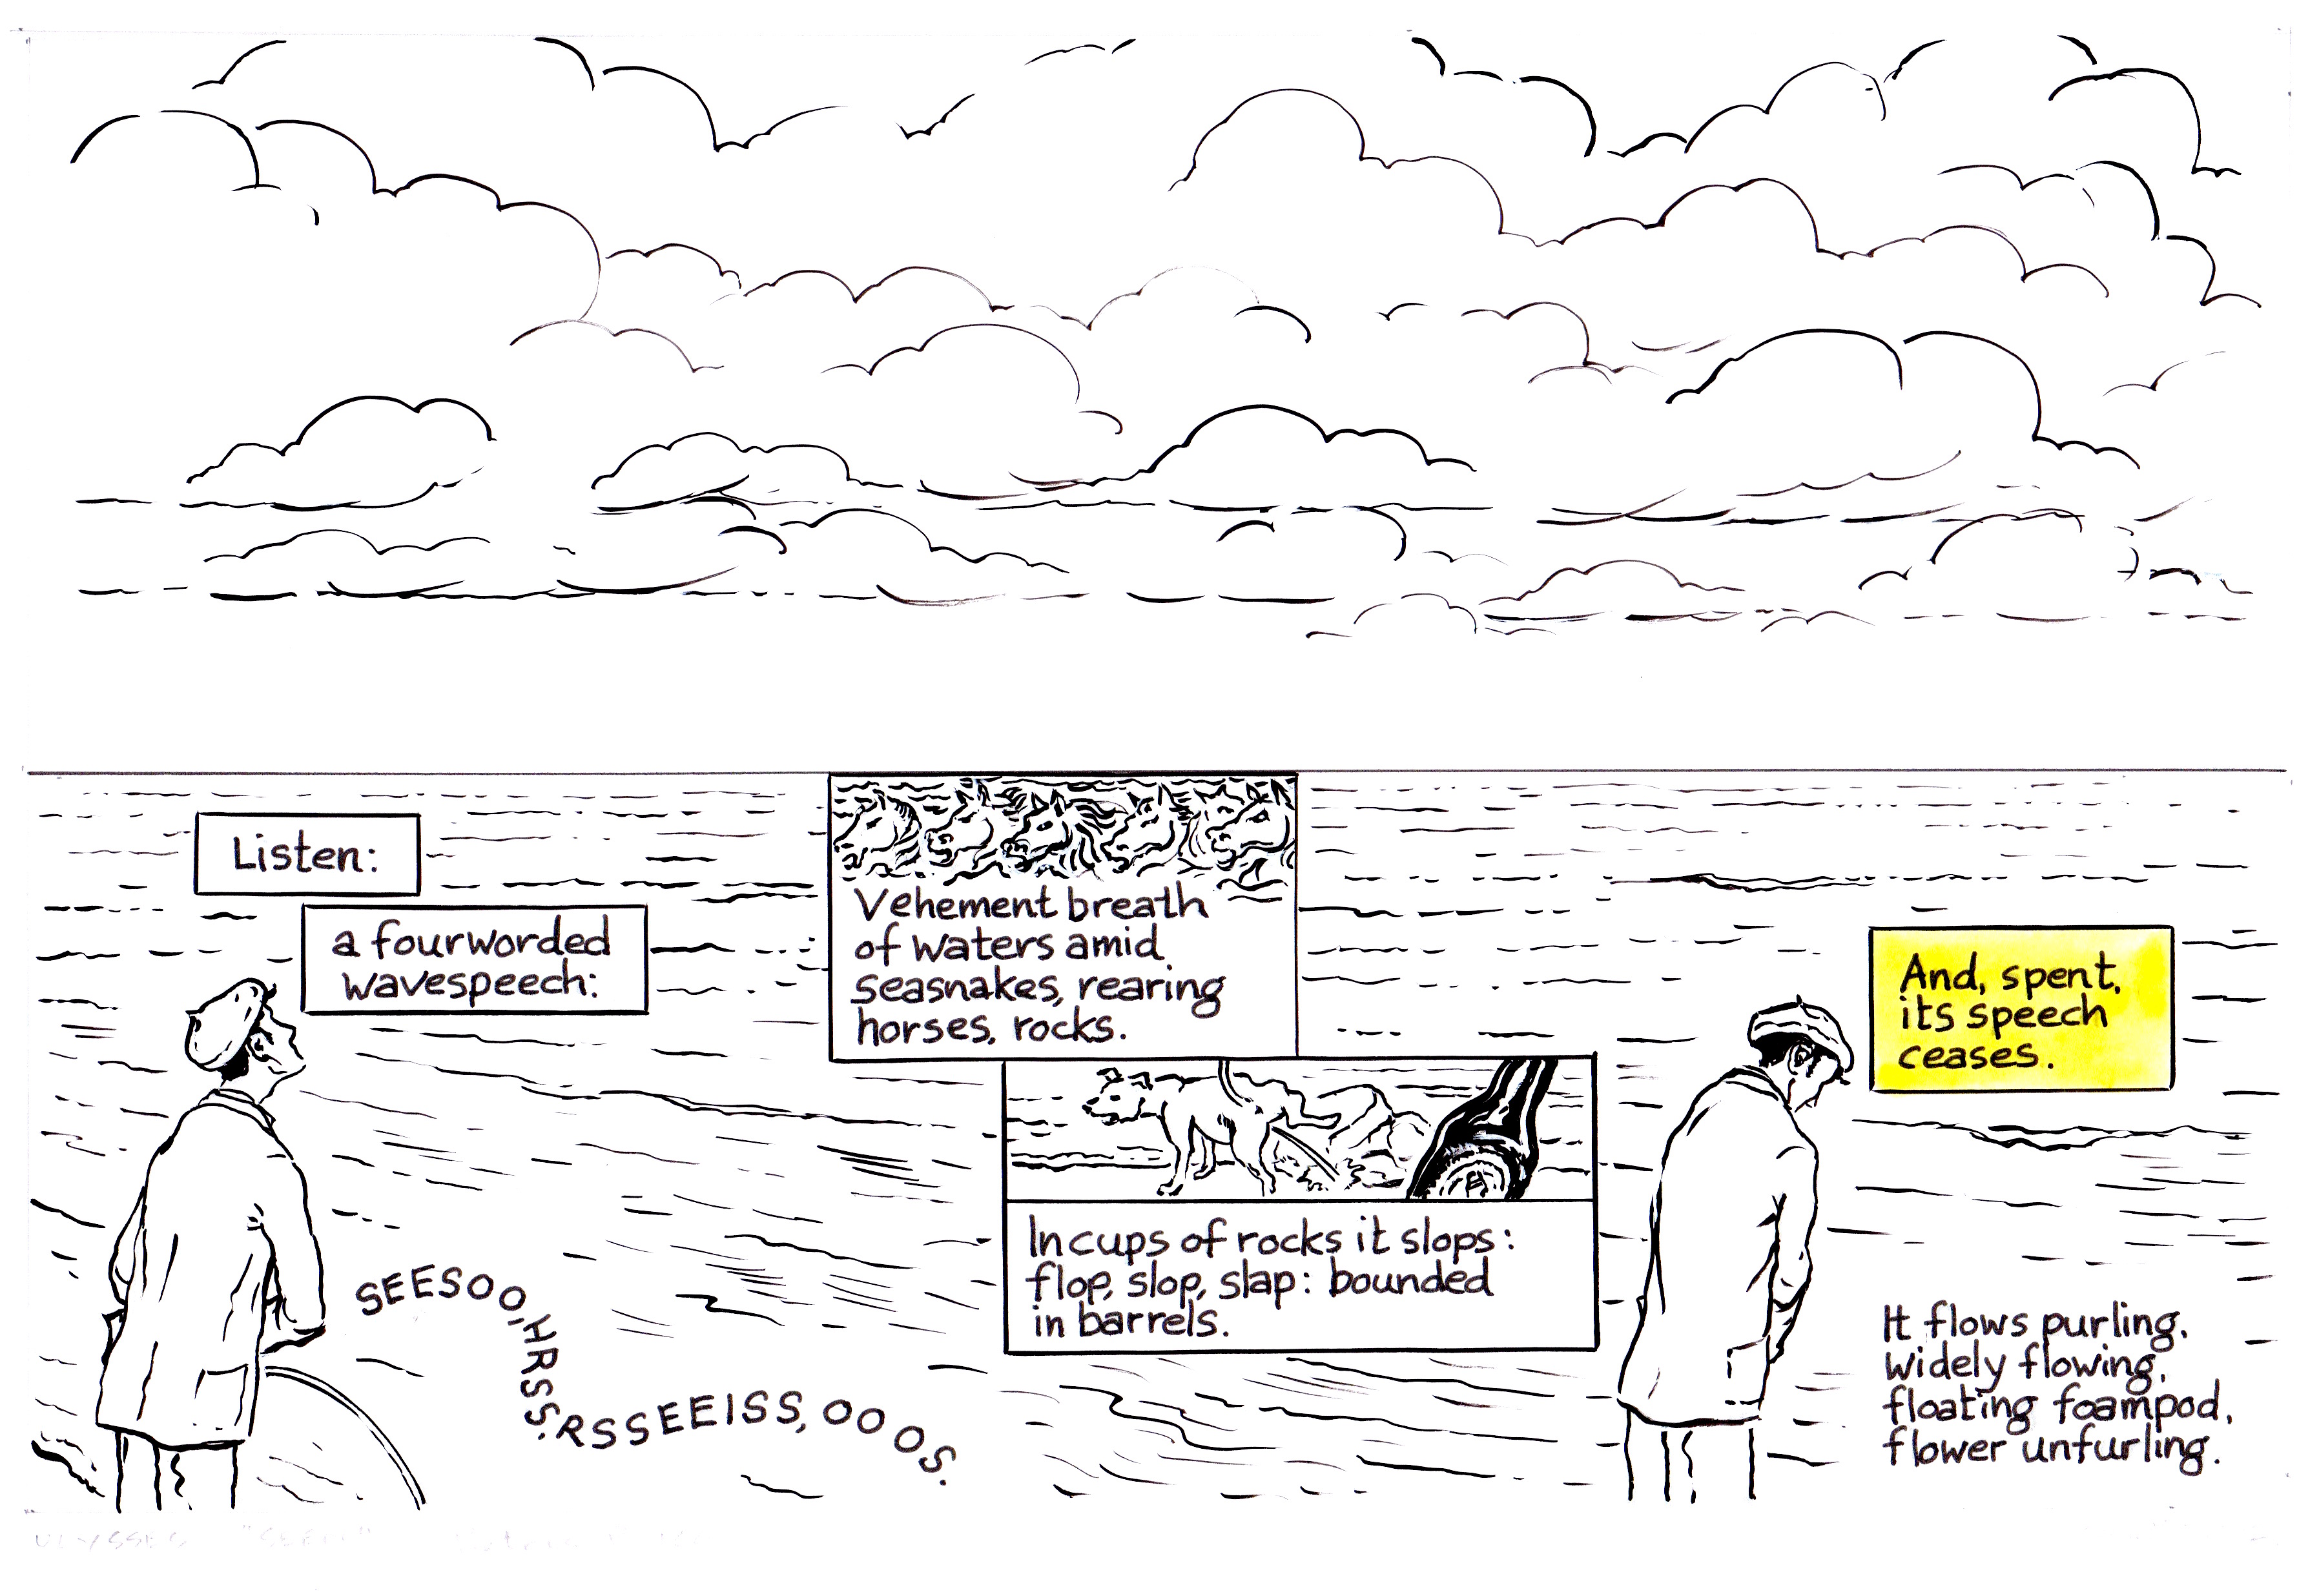 Listen:
a fourworded
wavespeech:
SEESOO, HRSS, RSSEEISS, OOOS.
Vehement breath
of waters amid
seasnakes, rearing
horses, rocks.
In cups of rocks it slops:
flop, slop, slap: bounded
in barrels.
And, spent,
its speech
ceases.
It flows purling,
widely flowing,
floating foampod,
flower unfurling.
ULYSSES "SEEN"